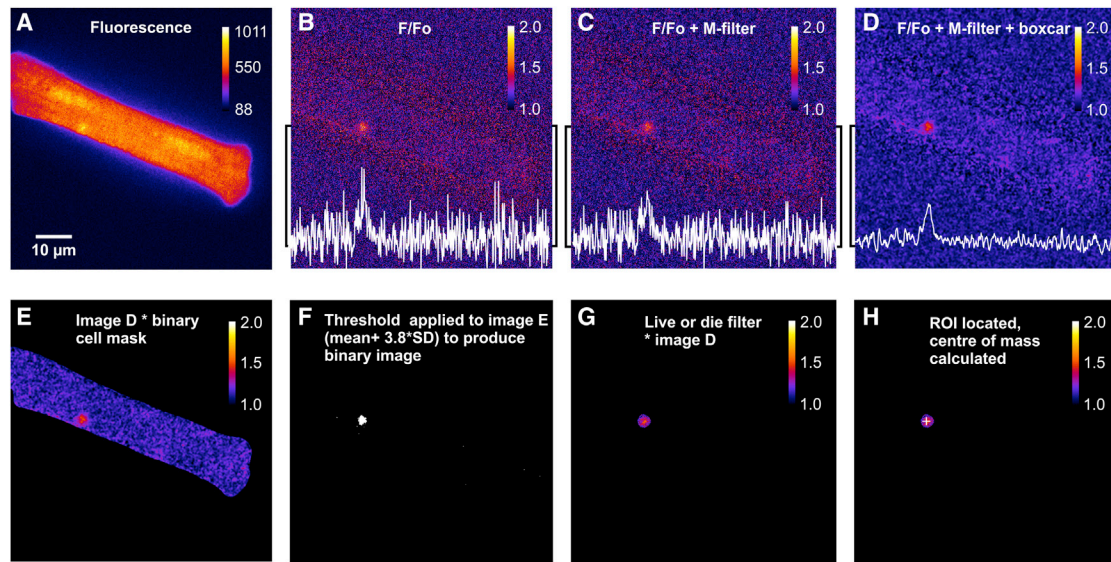 A
Fluorescence
1011
550
88
10 µm
B
F/Fo
2.0
1.5
1.0
C
F/Fo + M-filter
2.0
1.5
1.0
D
F/Fo + M-filter + boxcar
2.0
1.5
1.0
E
Image D * binary
cell mask
2.0
1.5
1.0
F
Threshold applied to image E
(mean+ 3.8*SD) to produce
binary image
G
Live or die filter
* image D
2.0
1.5
1.0
H
ROI located,
centre of mass
calculated
2.0
1.5
1.0